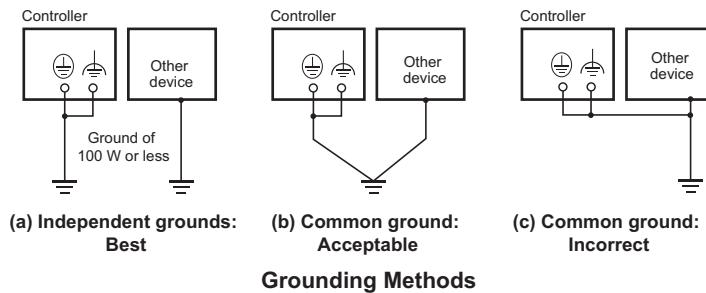 Controller
Other
device
Ground of
100 W or less
(a) Independent grounds:
Best
Controller
Other
device
(b) Common ground:
Acceptable
Controller
Other
device
(c) Common ground:
Incorrect
Grounding Methods